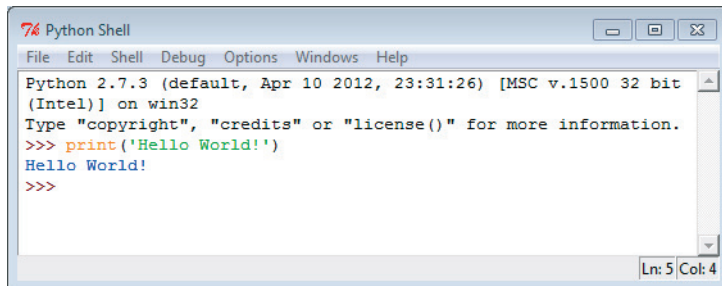 Python Shell
File Edit Shell Debug Options Windows Help
Python 2.7.3 (default, Apr 10 2012, 23:31:26) [MSC v.1500 32 bit
(Intel)] on win32
Type "copyright", "credits" or "license()" for more information.
>>> print('Hello World!')
Hello World!
>>>
Ln: 5 Col: 4